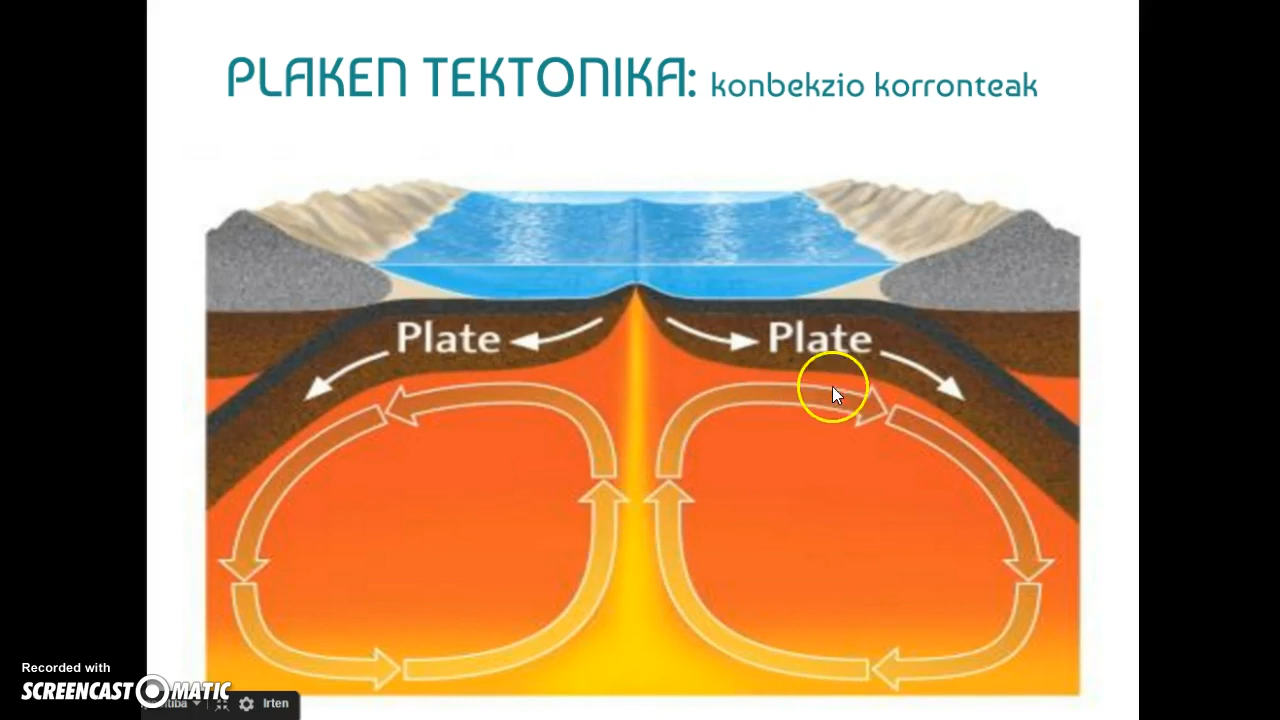 PLAKEN TEKTONIKA: konbekzio korronteak
Plate Plate
Recorded with
SCREENCAST MATIC
Irten